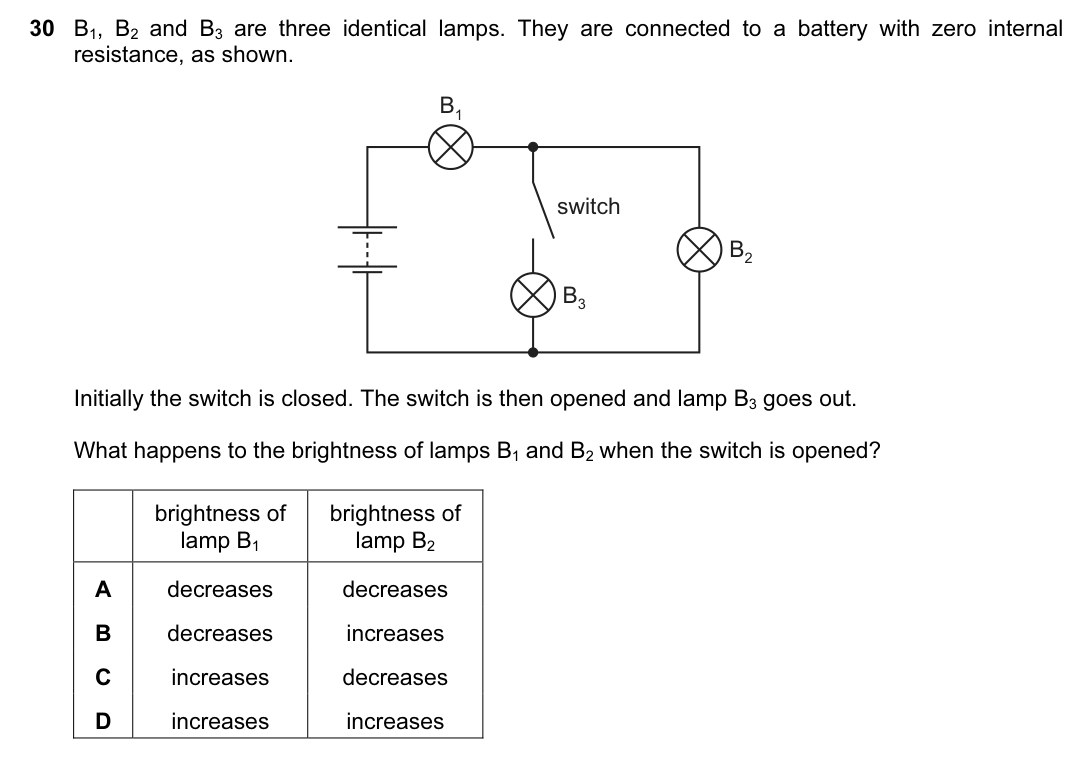 30 B₁, B₂ and B₃ are three identical lamps. They are connected to a battery with zero internal
resistance, as shown.
B₁
switch
B₂
B₃
Initially the switch is closed. The switch is then opened and lamp B₃ goes out.
What happens to the brightness of lamps B₁ and B₂ when the switch is opened?
brightness of lamp B₁
brightness of lamp B₂
A decreases decreases
B decreases increases
C increases decreases
D increases increases